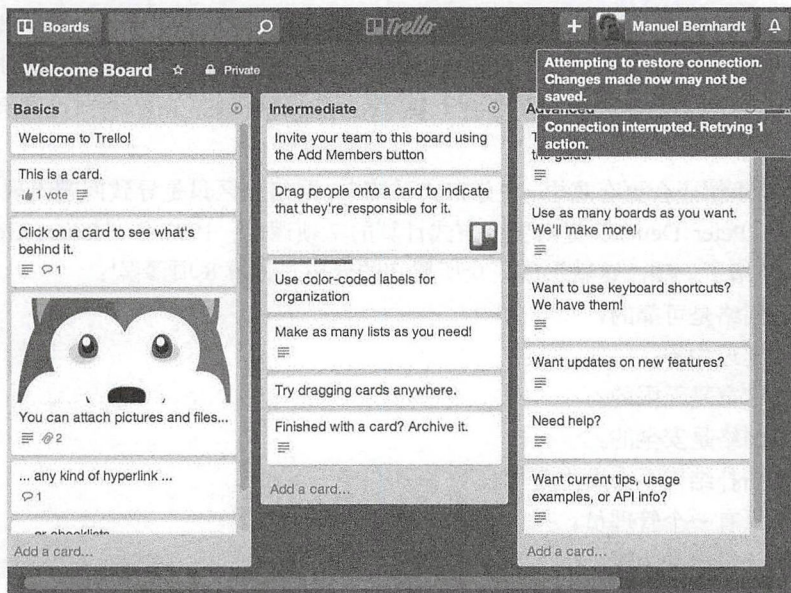 Boards
Trello
Manuel Bernhardt
Welcome Board
Private
Attempting to restore connection.
Changes made now may not be
saved.
Connection interrupted. Retrying 1
action.
Basics
Welcome to Trello!
This is a card.
1 vote
Click on a card to see what's
behind it.
1
You can attach pictures and files...
2
... any kind of hyperlink ...
1
... or checklists.
Add a card...
Intermediate
Invite your team to this board using
the Add Members button
Drag people onto a card to indicate
that they're responsible for it.
Use color-coded labels for
organization
Make as many lists as you need!
Try dragging cards anywhere.
Finished with a card? Archive it.
Add a card...
Advanced
the guide!
Use as many boards as you want.
We'll make more!
Want to use keyboard shortcuts?
We have them!
Want updates on new features?
Need help?
Want current tips, usage
examples, or API info?
Add a card...